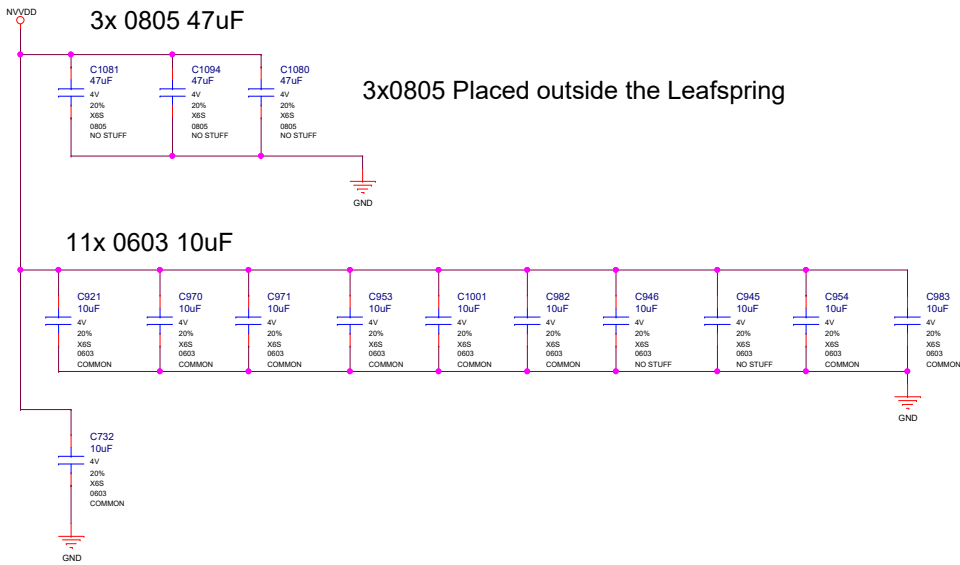 NVVDD
3x 0805 47uF
C1081
47uF
4V
20%
X6S
0805
NO STUFF
C1094
47uF
4V
20%
X6S
0805
NO STUFF
C1080
47uF
4V
20%
X6S
0805
NO STUFF
3x0805 Placed outside the Leafspring
GND
11x 0603 10uF
C921
10uF
4V
20%
X6S
0603
COMMON
C970
10uF
4V
20%
X6S
0603
COMMON
C971
10uF
4V
20%
X6S
0603
COMMON
C953
10uF
4V
20%
X6S
0603
COMMON
C1001
10uF
4V
20%
X6S
0603
COMMON
C982
10uF
4V
20%
X6S
0603
COMMON
C946
10uF
4V
20%
X6S
0603
NO STUFF
C945
10uF
4V
20%
X6S
0603
NO STUFF
C954
10uF
4V
20%
X6S
0603
COMMON
C983
10uF
4V
20%
X6S
0603
COMMON
GND
C732
10uF
4V
20%
X6S
0603
COMMON
GND